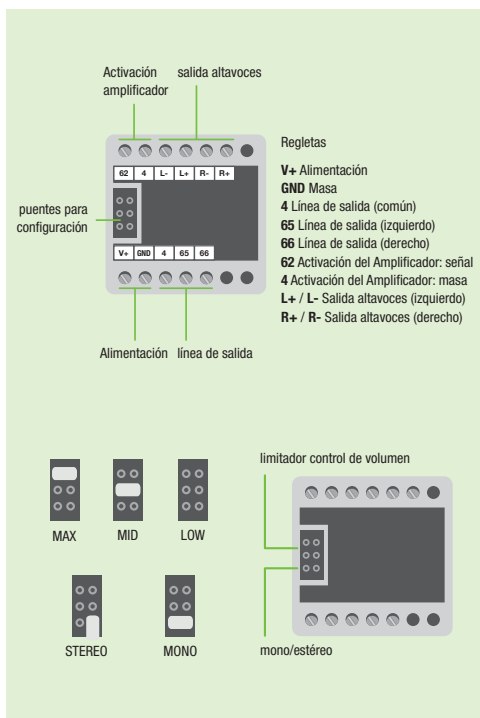 Activación
amplificador
salida altavoces
62 4 L- L+ R- R+
puentes para
configuración
V+ GND 4 65 66
Alimentación
línea de salida
Regletas
V+ Alimentación
GND Masa
4 Línea de salida (común)
65 Línea de salida (izquierdo)
66 Línea de salida (derecho)
62 Activación del Amplificador: señal
4 Activación del Amplificador: masa
L+ / L- Salida altavoces (izquierdo)
R+ / R- Salida altavoces (derecho)
MAX
MID
LOW
STEREO
MONO
limitador control de volumen
mono/estéreo